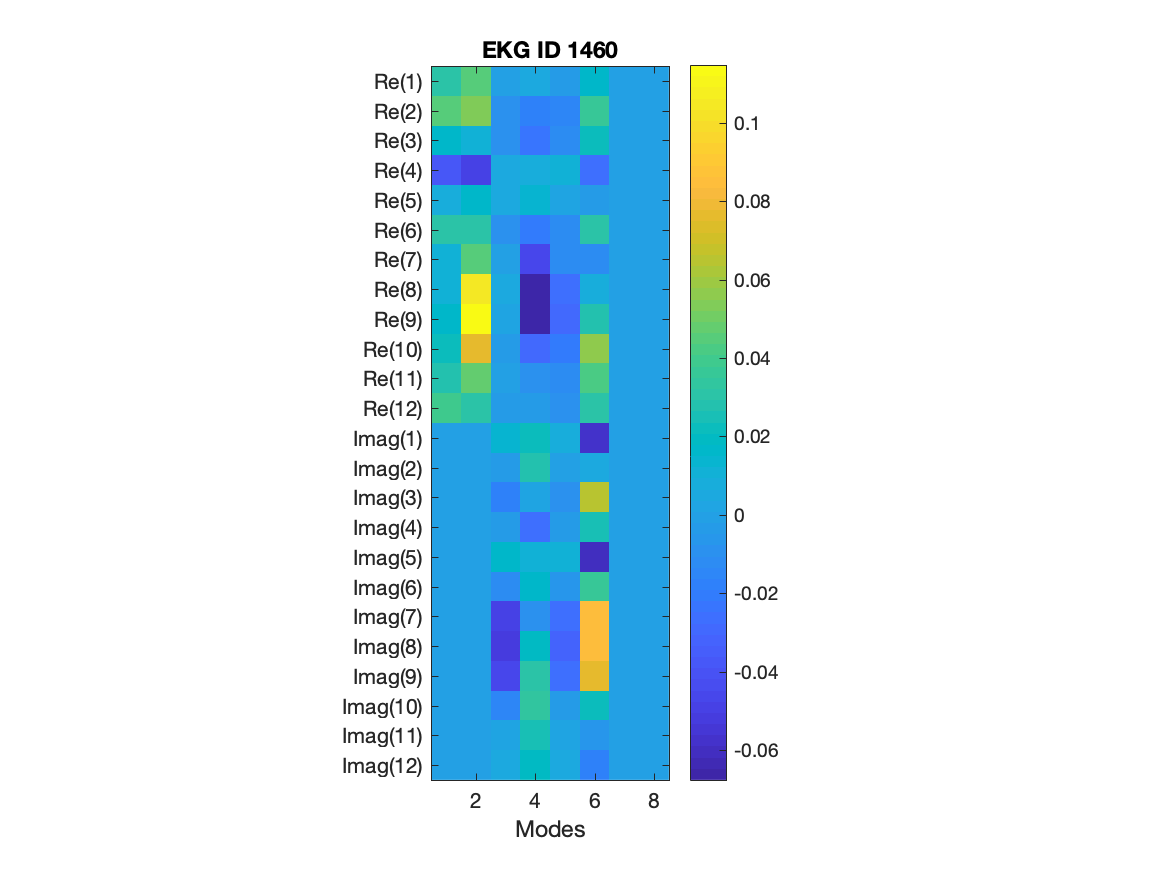 EKG ID 1460
Re(1)
Re(2)
Re(3)
Re(4)
Re(5)
Re(6)
Re(7)
Re(8)
Re(9)
Re(10)
Re(11)
Re(12)
Imag(1)
Imag(2)
Imag(3)
Imag(4)
Imag(5)
Imag(6)
Imag(7)
Imag(8)
Imag(9)
Imag(10)
Imag(11)
Imag(12)
2 4 6 8
Modes
0.1
0.08
0.06
0.04
0.02
0
-0.02
-0.04
-0.06